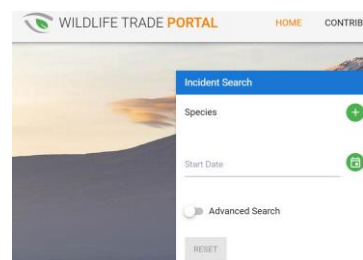 WILDLIFE TRADE PORTAL HOME CONTRIB
Incident Search
Species
Start Date
Advanced Search
RESET